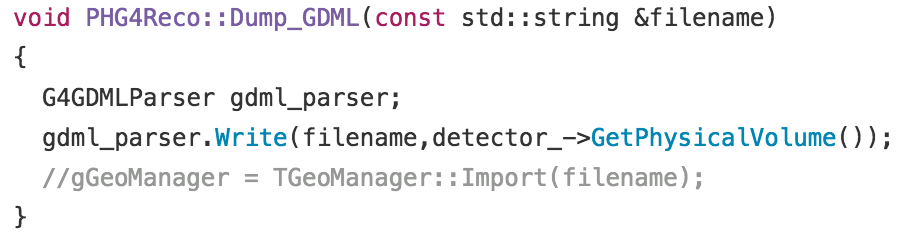 void PHG4Reco::Dump_GDML(const std::string &filename)
{
  G4GDMLParser gdml_parser;
  gdml_parser.Write(filename,detector_->GetPhysicalVolume());
  //gGeoManager = TGeoManager::Import(filename);
}